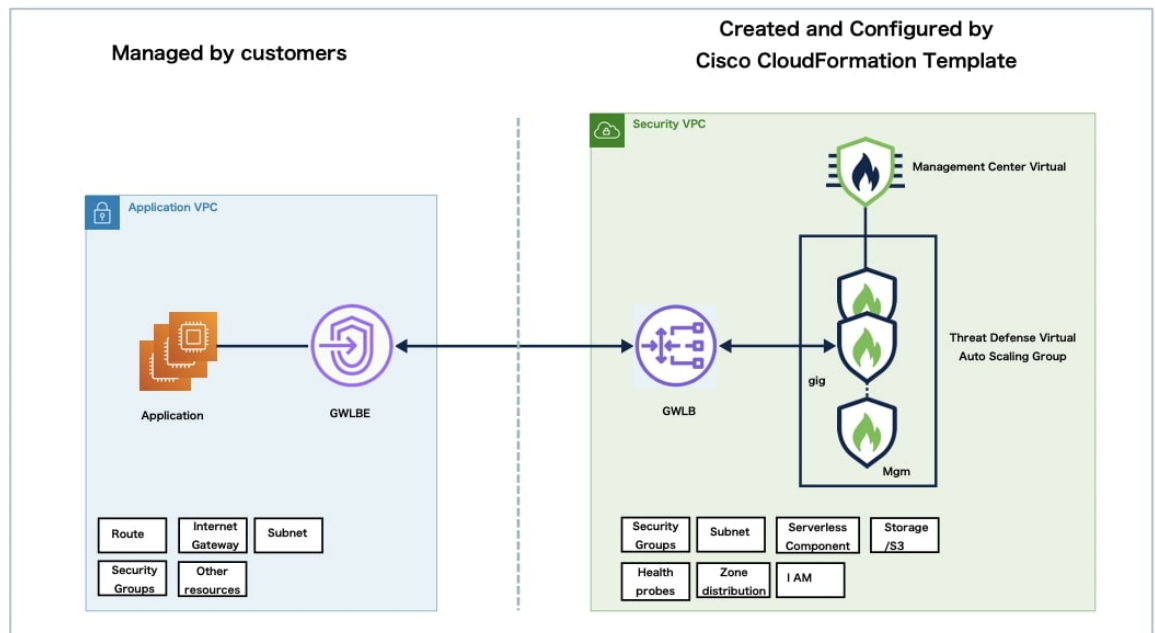 Managed by customers
Created and Configured by
Cisco CloudFormation Template
Application VPC
Application
GWLBE
Route
Internet
Gateway
Subnet
Security
Groups
Other
resources
Security VPC
Management Center Virtual
Threat Defense Virtual
Auto Scaling Group
gig
GWLB
Mgm
Security
Groups
Subnet
Serverless
Component
Storage
/S3
Health
probes
Zone
distribution
I AM